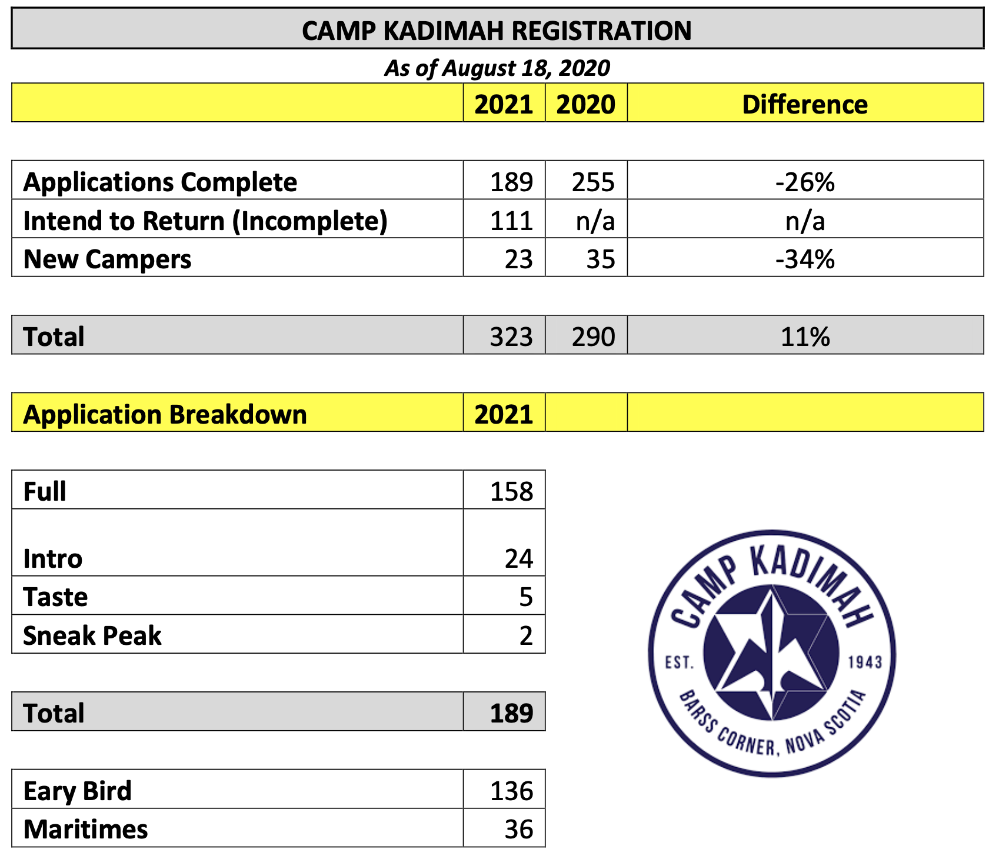 CAMP KADIMAH REGISTRATION
As of August 18, 2020
2021 2020 Difference
Applications Complete 189 255 -26%
Intend to Return (Incomplete) 111 n/a n/a
New Campers 23 35 -34%
Total 323 290 11%
Application Breakdown 2021
Full 158
Intro 24
Taste 5
Sneak Peak 2
Total 189
Eary Bird 136
Maritimes 36
CAMP KADIMAH
EST. 1943
BARSS CORNER, NOVA SCOTIA